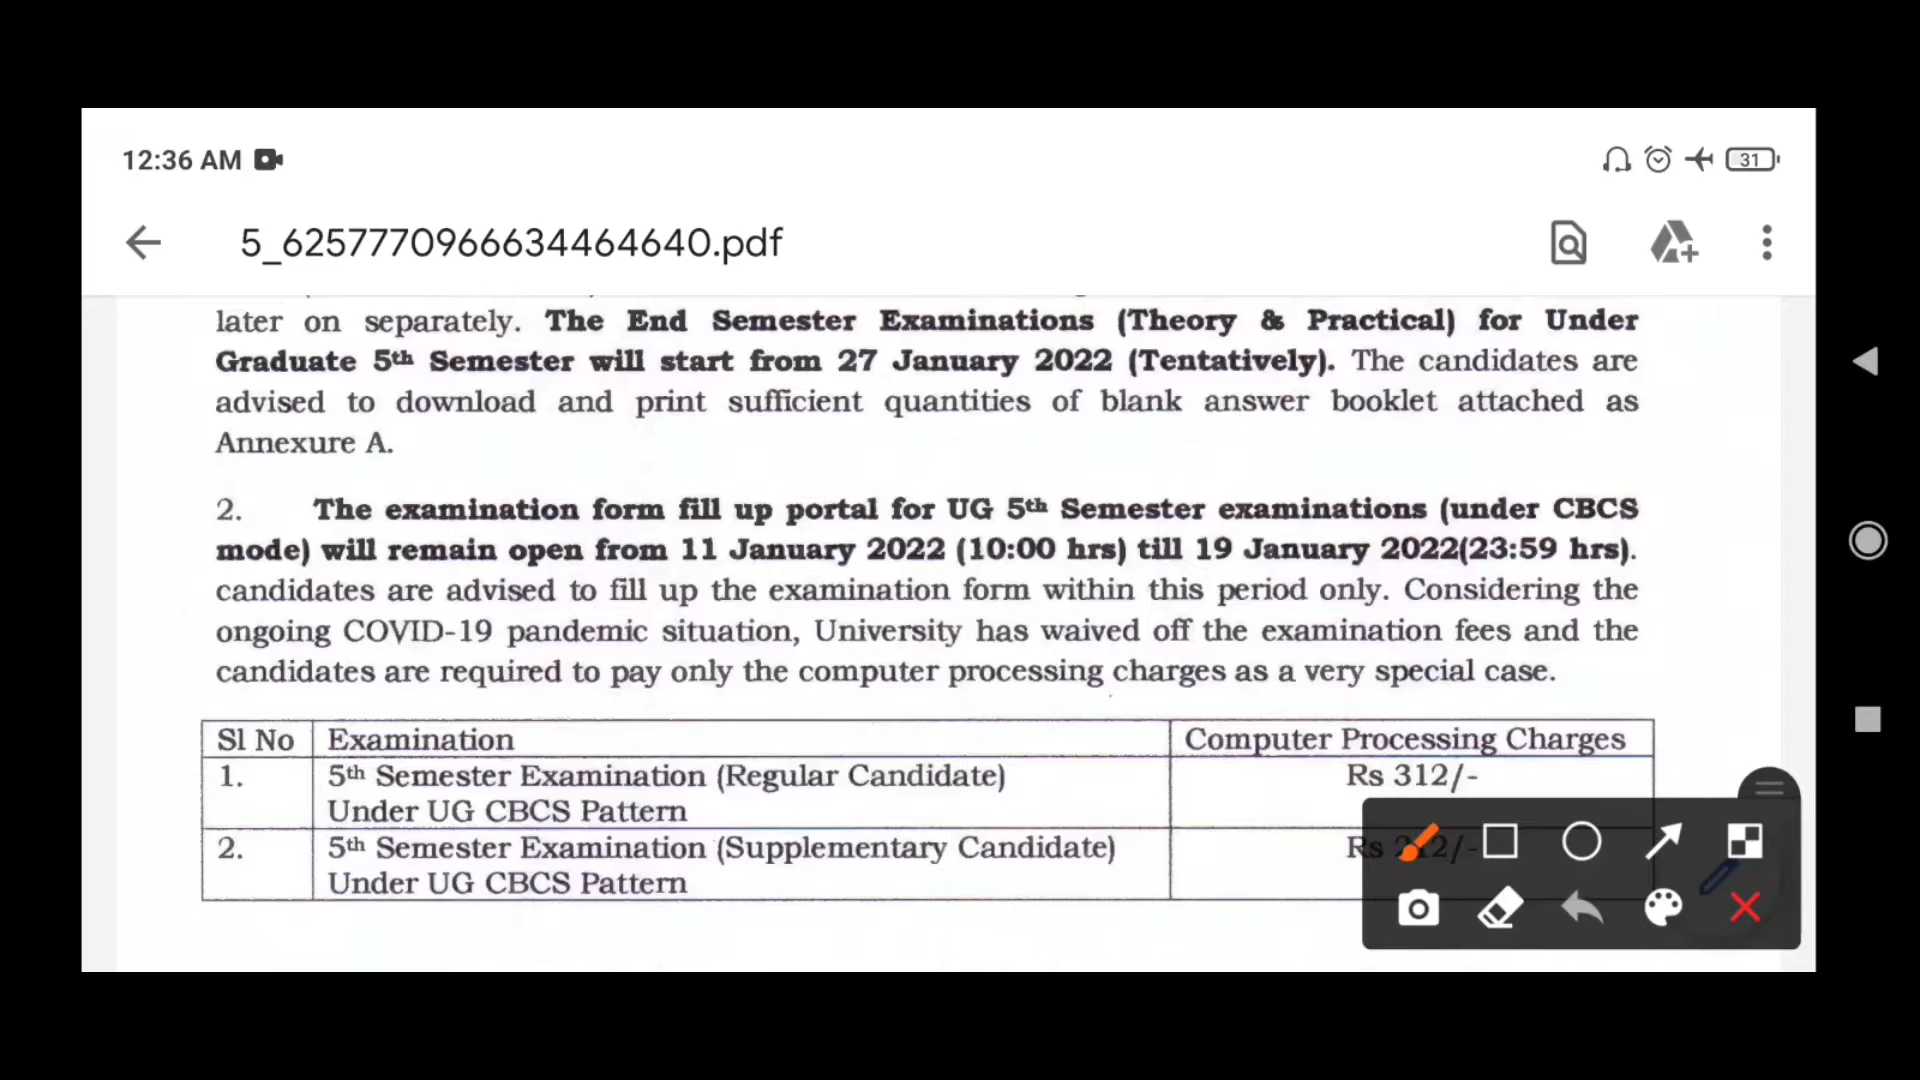 12:36 AM
31
5_6257770966634464640.pdf
later on separately. The End Semester Examinations (Theory & Practical) for Under
Graduate 5th Semester will start from 27 January 2022 (Tentatively). The candidates are
advised to download and print sufficient quantities of blank answer booklet attached as
Annexure A.
2. The examination form fill up portal for UG 5th Semester examinations (under CBCS
mode) will remain open from 11 January 2022 (10:00 hrs) till 19 January 2022(23:59 hrs).
candidates are advised to fill up the examination form within this period only. Considering the
ongoing COVID-19 pandemic situation, University has waived off the examination fees and the
candidates are required to pay only the computer processing charges as a very special case.
Sl No Examination Computer Processing Charges
1. 5th Semester Examination (Regular Candidate) Rs 312/-
Under UG CBCS Pattern
2. 5th Semester Examination (Supplementary Candidate) Rs
Under UG CBCS Pattern